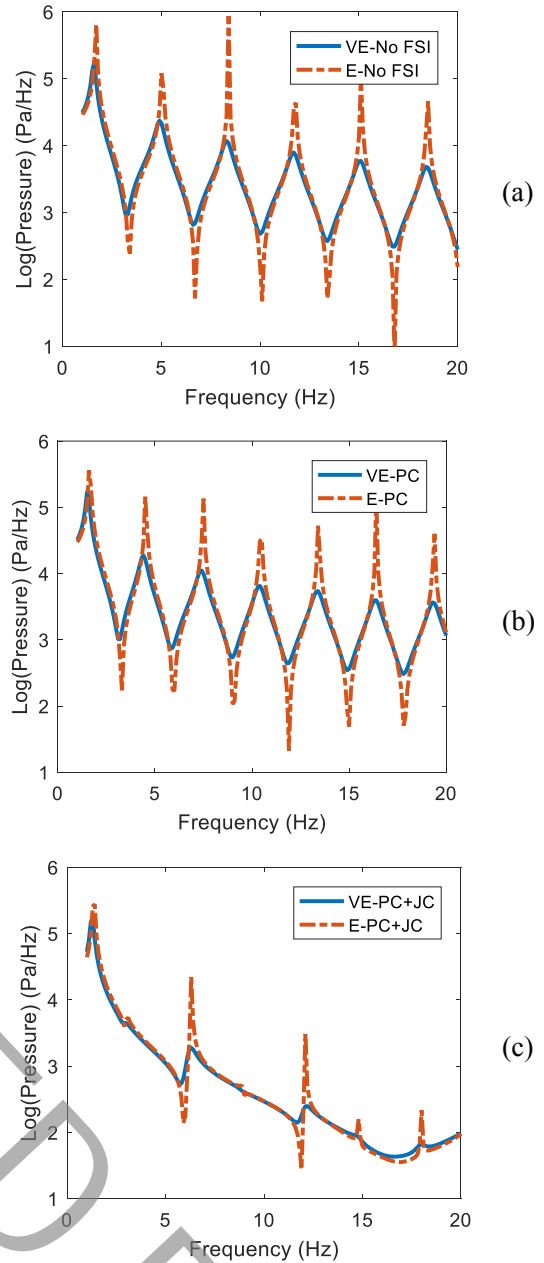 6
5
4
3
2
1
Log(Pressure) (Pa/Hz)
VE-No FSI
E-No FSI
0 5 10 15 20
Frequency (Hz)
(a)
6
5
4
3
2
1
Log(Pressure) (Pa/Hz)
VE-PC
E-PC
0 5 10 15 20
Frequency (Hz)
(b)
6
5
4
3
2
1
Log(Pressure) (Pa/Hz)
VE-PC+JC
E-PC+JC
0 5 10 15 20
Frequency (Hz)
(c)